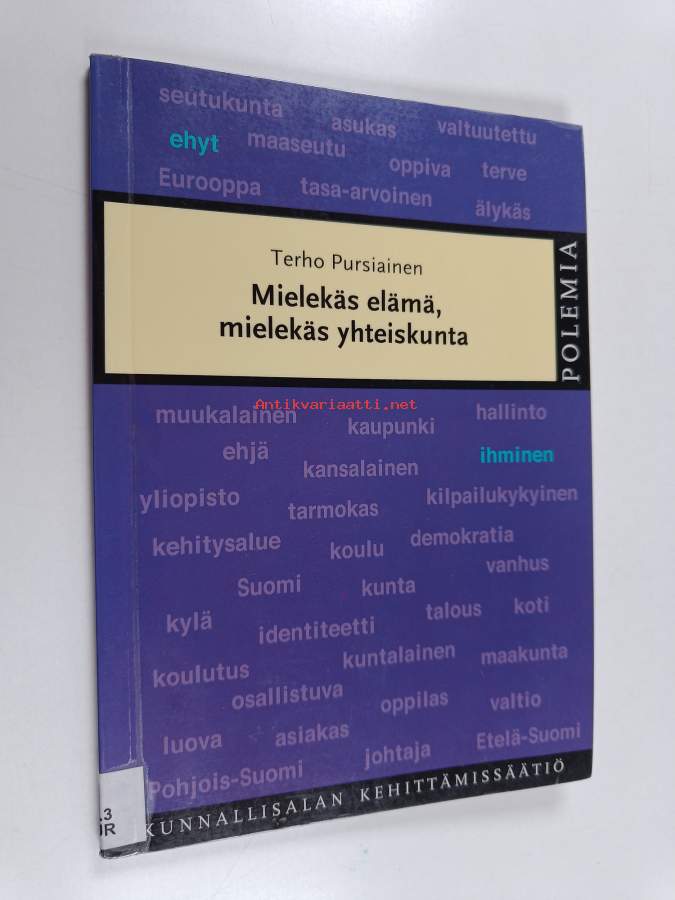 seutukunta asukas valtuutettu
ehyt maaseutu oppiva terve
Eurooppa tasa-arvoinen älykäs
Terho Pursiainen
Mielekäs elämä,
mielekäs yhteiskunta
POLEMIA
Antikvariaatti.net
muukalainen kaupunki hallinto
ehjä kansalainen ihminen
yliopisto tarmokas kilpailukykyinen
kehitysalue koulu demokratia
vanhus
Suomi kunta
kylä identiteetti talous koti
koulutus kuntalainen maakunta
osallistuva oppilas valtio
luova asiakas
Pohjois-Suomi johtaja Etelä-Suomi
KUNNALLISALAN KEHITTÄMISSÄÄTIÖ
.3